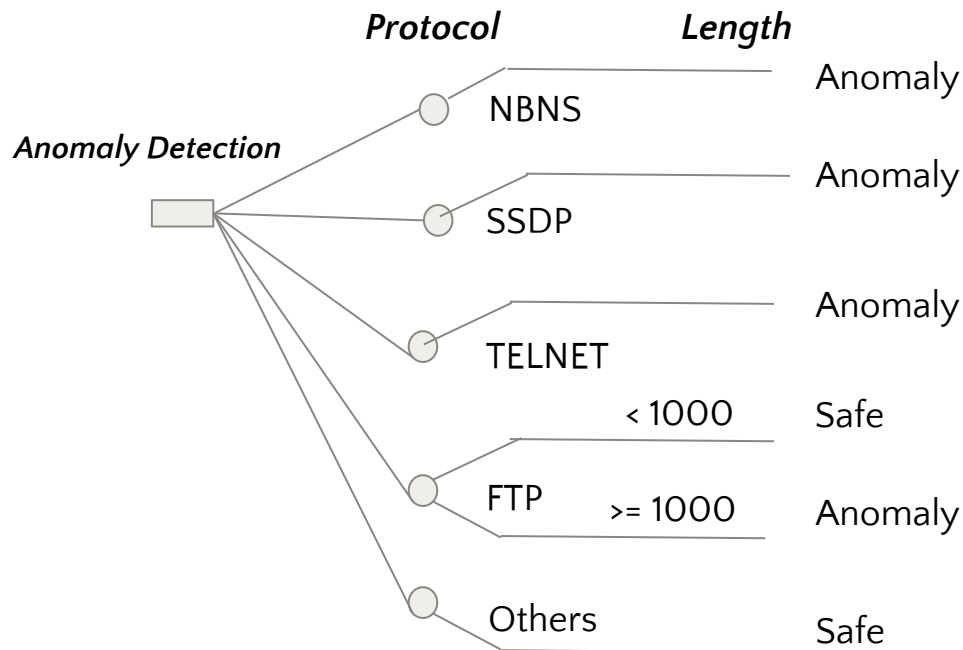 Protocol Length
Anomaly
NBNS
Anomaly Detection
Anomaly
SSDP
Anomaly
TELNET
< 1000 Safe
FTP >= 1000 Anomaly
Others Safe